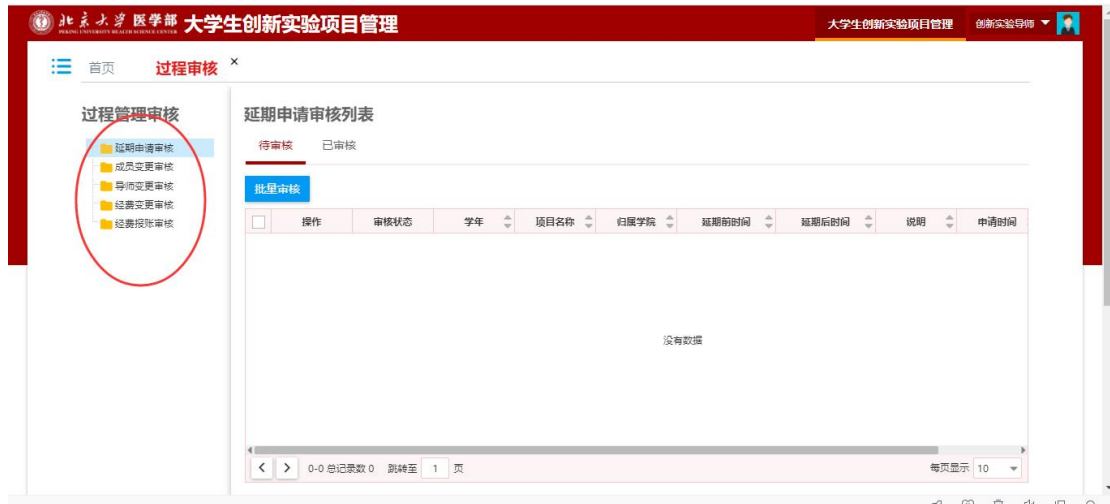 北京大学 医学部 大学生创新实验项目管理
PEKING UNIVERSITY HEALTH SCIENCE CENTER
大学生创新实验项目管理 创新实验导师
首页 过程审核 ×
过程管理审核
延期申请审核
成员变更审核
导师变更审核
经费变更审核
经费报账审核
延期申请审核列表
待审核 已审核
批量审核
操作 审核状态 学年 项目名称 归属学院 延期前时间 延期后时间 说明 申请时间
没有数据
0-0 总记录数 0 跳转至 1 页 每页显示 10